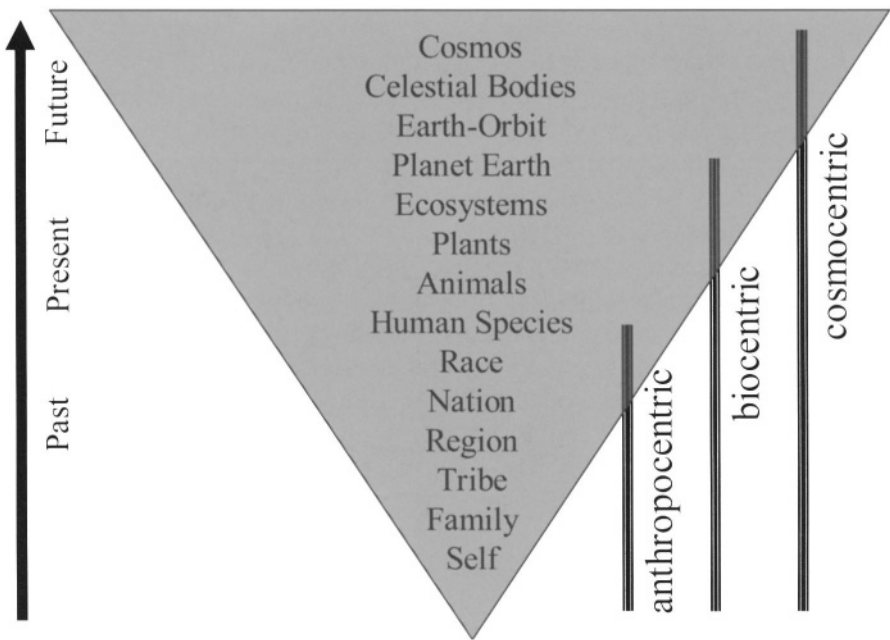 Future
Present
Past
Cosmos
Celestial Bodies
Earth-Orbit
Planet Earth
Ecosystems
Plants
Animals
Human Species
Race
Nation
Region
Tribe
Family
Self
anthropocentric
biocentric
cosmocentric